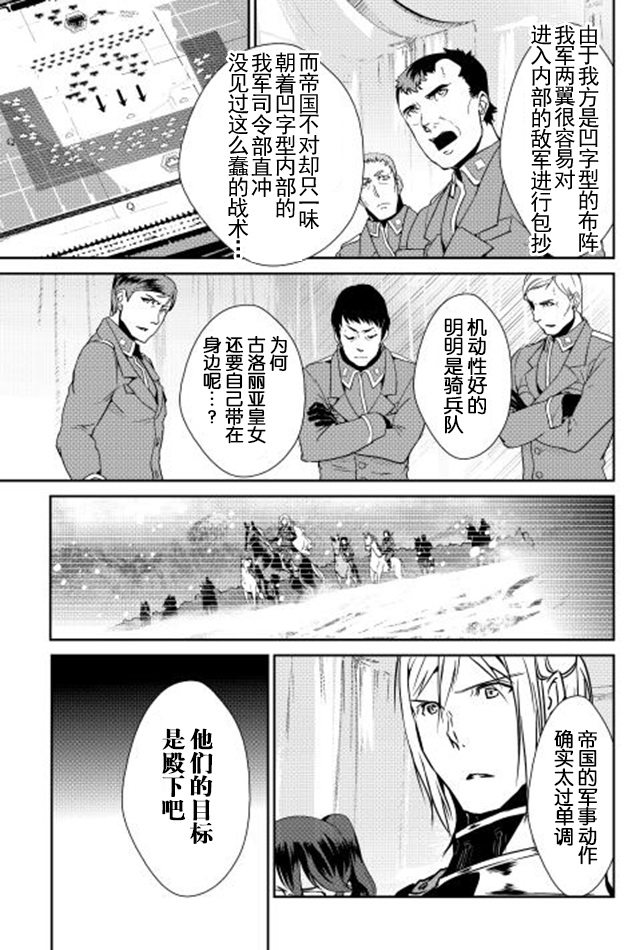 由于我方是凹字型的布阵
我军两翼很容易对
进入内部的敌军进行包抄
而帝国不对却只一味
朝着凹字型内部的
我军司令部直冲
没见过这么蠢的战术…
机动性好的
明明是骑兵队
为何
古洛丽亚皇女
还要自己带在
身边呢…?
帝国的军事动作
确实太过单调
他们的目标
是殿下吧